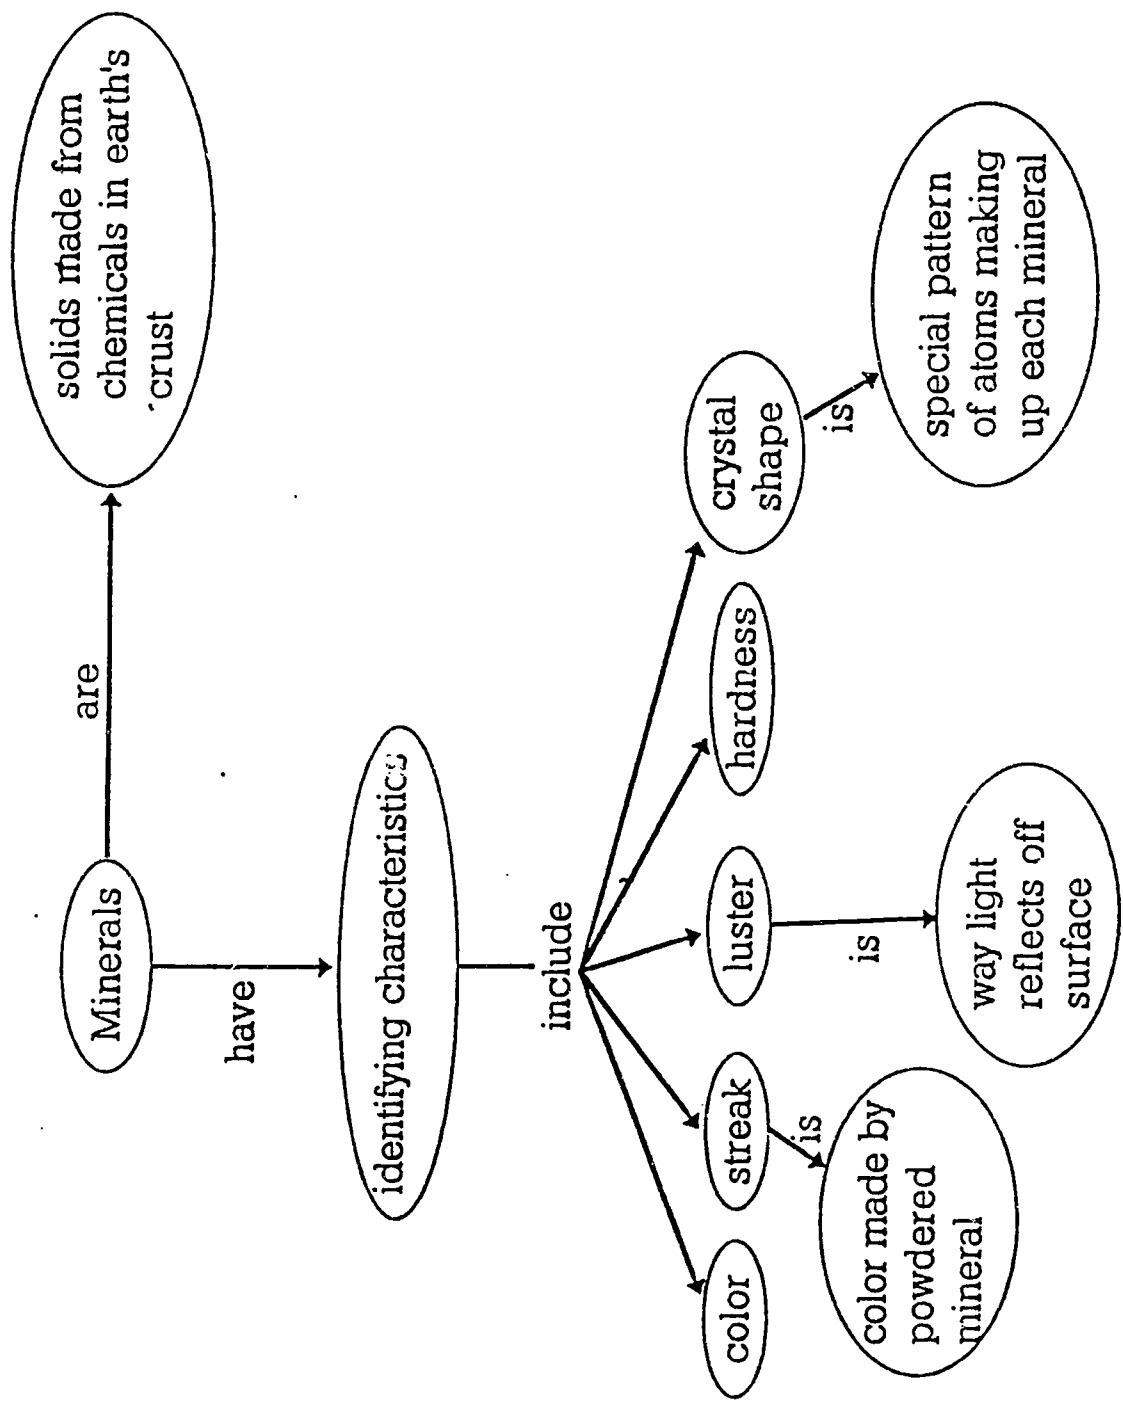 Minerals
are
solids made from
chemicals in earth's
crust
have
identifying characteristics
include
color
streak
luster
hardness
crystal
shape
is
color made by
powdered
mineral
is
way light
reflects off
surface
is
special pattern
of atoms making
up each mineral